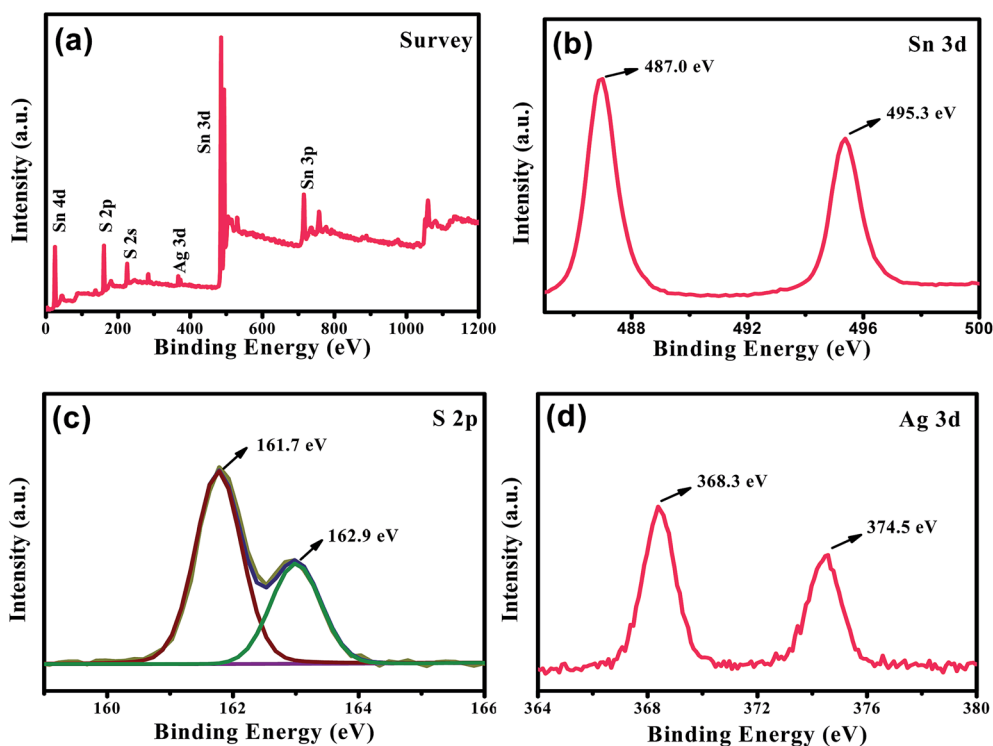 (a)
Survey
Intensity (a.u.)
Sn 4d
S 2p
S 2s
Ag 3d
Sn 3d
Sn 3p
0 200 400 600 800 1000 1200
Binding Energy (eV)
(b)
Sn 3d
Intensity (a.u.)
487.0 eV
495.3 eV
488 492 496 500
Binding Energy (eV)
(c)
S 2p
Intensity (a.u.)
161.7 eV
162.9 eV
160 162 164 166
Binding Energy (eV)
(d)
Ag 3d
Intensity (a.u.)
368.3 eV
374.5 eV
364 368 372 376 380
Binding Energy (eV)